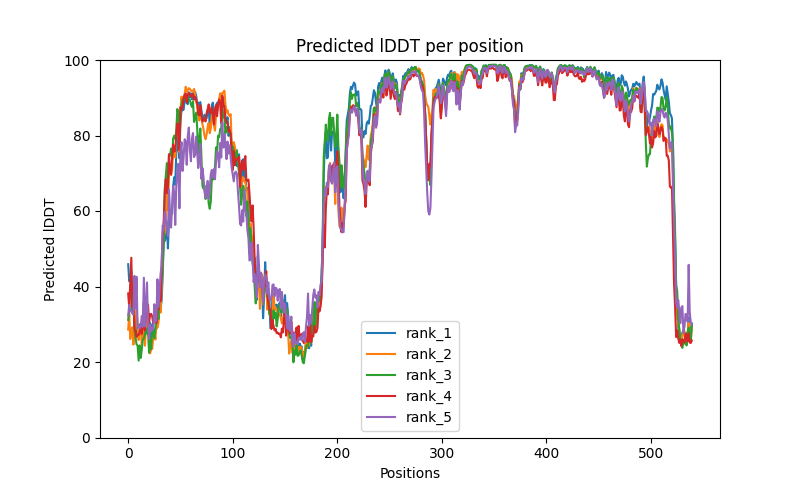 Predicted lDDT per position
Predicted lDDT
100
80
60
40
20
0
rank_1
rank_2
rank_3
rank_4
rank_5
0 100 200 300 400 500
Positions